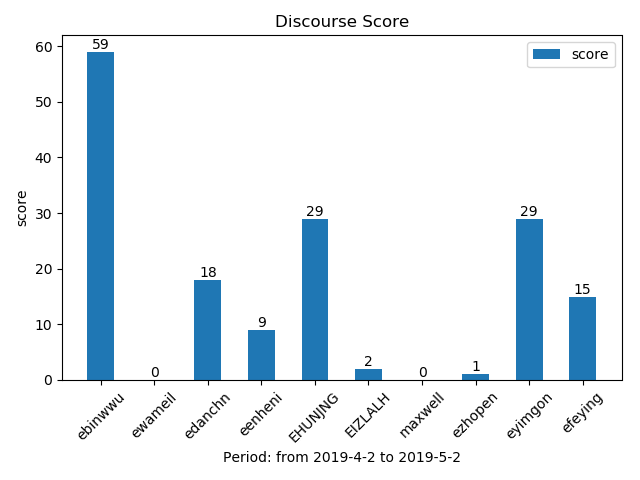 Discourse Score
score
score
60
50
40
30
20
10
0
59
0
18
9
29
2
0
1
29
15
ebinwwu
ewameil
edanchn
eenheni
EHUNJNG
EIZLALH
maxwell
ezhopen
eyimgon
efeying
Period: from 2019-4-2 to 2019-5-2